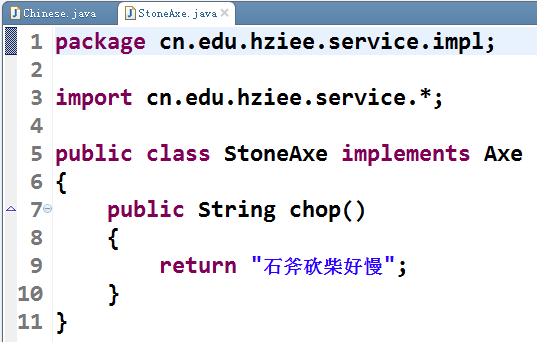 Chinese.java StoneAxe.java
1 package cn.edu.hziee.service.impl;
2
3 import cn.edu.hziee.service.*;
4
5 public class StoneAxe implements Axe
6 {
7 public String chop()
8 {
9 return "石斧砍柴好慢";
10 }
11 }